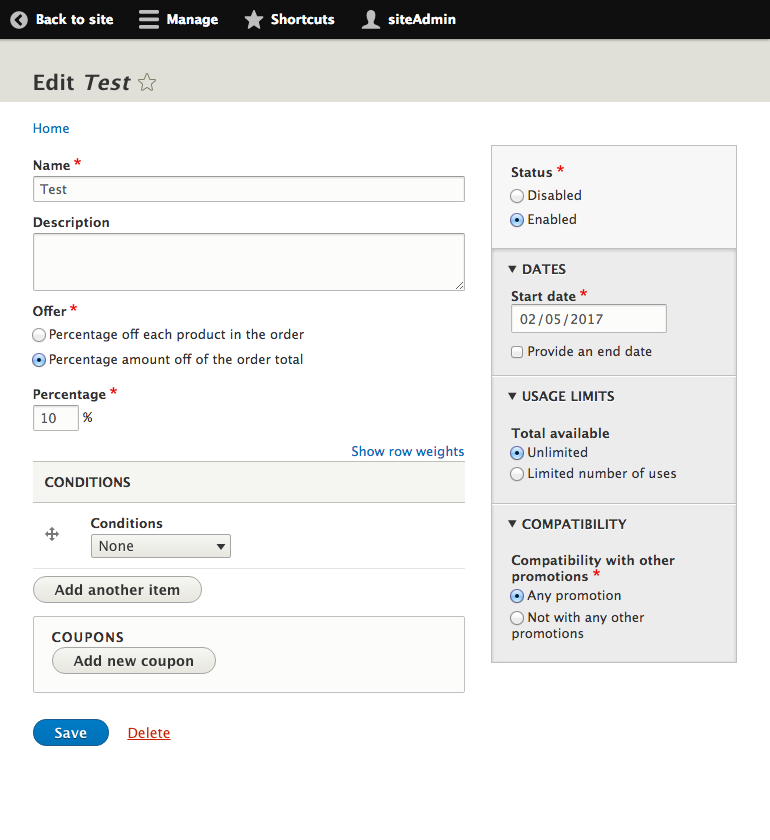 Back to site Manage Shortcuts siteAdmin
Edit Test
Home
Name *
Test
Description
Offer *
Percentage off each product in the order
Percentage amount off of the order total
Percentage *
10 %
Show row weights
CONDITIONS
Conditions
None
Add another item
COUPONS
Add new coupon
Save Delete
Status *
Disabled
Enabled
▼ DATES
Start date *
02/05/2017
Provide an end date
▼ USAGE LIMITS
Total available
Unlimited
Limited number of uses
▼ COMPATIBILITY
Compatibility with other
promotions *
Any promotion
Not with any other
promotions